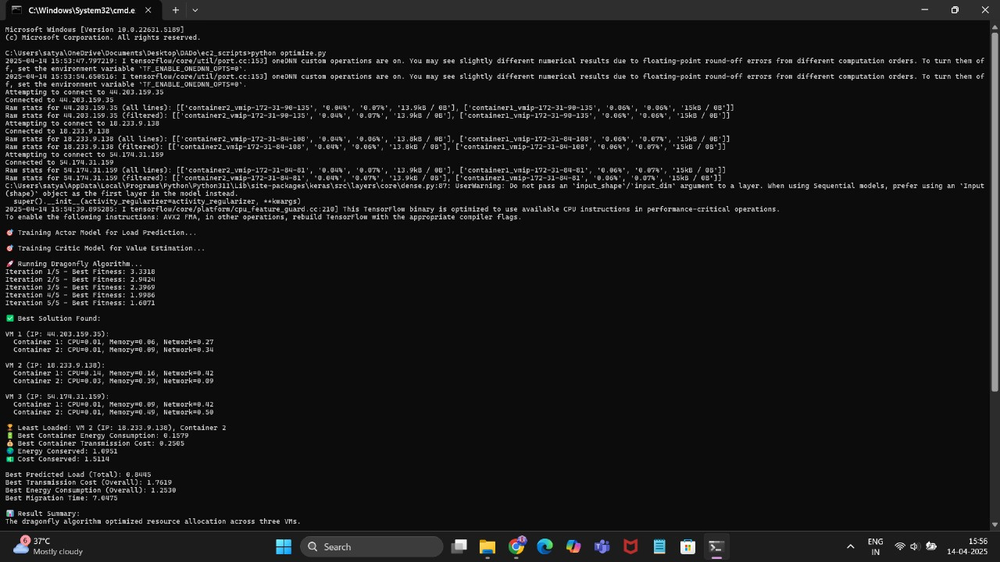 C:\Windows\System32\cmd.e
Microsoft Windows [Version 10.0.22631.5189]
(c) Microsoft Corporation. All rights reserved.
C:\Users\satya\OneDrive\Documents\Desktop\DADo\ec2_scripts>python optimize.py
2025-04-14 15:53:47.797219: I tensorflow/core/util/port.cc:153] oneDNN custom operations are on. You may see slightly different numerical results due to floating-point round-off errors from different computation orders. To turn them of
f, set the environment variable `TF_ENABLE_ONEDNN_OPTS=0`.
2025-04-14 15:53:54.650516: I tensorflow/core/util/port.cc:153] oneDNN custom operations are on. You may see slightly different numerical results due to floating-point round-off errors from different computation orders. To turn them of
f, set the environment variable `TF_ENABLE_ONEDNN_OPTS=0`.
Attempting to connect to 44.203.159.35
Connected to 44.203.159.35
Raw stats for 44.203.159.35 (all lines): [['container2_vmip-172-31-90-135', '0.04%', '0.07%', '13.9kB / 0B'], ['container1_vmip-172-31-90-135', '0.06%', '0.06%', '15kB / 0B']]
Raw stats for 44.203.159.35 (filtered): [['container2_vmip-172-31-90-135', '0.04%', '0.07%', '13.9kB / 0B'], ['container1_vmip-172-31-90-135', '0.06%', '0.06%', '15kB / 0B']]
Attempting to connect to 18.233.9.138
Connected to 18.233.9.138
Raw stats for 18.233.9.138 (all lines): [['container2_vmip-172-31-84-108', '0.04%', '0.06%', '13.8kB / 0B'], ['container1_vmip-172-31-84-108', '0.06%', '0.07%', '15kB / 0B']]
Raw stats for 18.233.9.138 (filtered): [['container2_vmip-172-31-84-108', '0.04%', '0.06%', '13.8kB / 0B'], ['container1_vmip-172-31-84-108', '0.06%', '0.07%', '15kB / 0B']]
Attempting to connect to 54.174.31.159
Connected to 54.174.31.159
Raw stats for 54.174.31.159 (all lines): [['container2_vmip-172-31-84-81', '0.04%', '0.07%', '13.9kB / 0B'], ['container1_vmip-172-31-84-81', '0.06%', '0.07%', '15kB / 0B']]
Raw stats for 54.174.31.159 (filtered): [['container2_vmip-172-31-84-81', '0.04%', '0.07%', '13.9kB / 0B'], ['container1_vmip-172-31-84-81', '0.06%', '0.07%', '15kB / 0B']]
C:\Users\satya\AppData\Local\Programs\Python\Python311\Lib\site-packages\keras\src\layers\core\dense.py:87: UserWarning: Do not pass an `input_shape`/`input_dim` argument to a layer. When using Sequential models, prefer using an `Input
(shape)` object as the first layer in the model instead.
super().__init__(activity_regularizer=activity_regularizer, **kwargs)
2025-04-14 15:54:39.895285: I tensorflow/core/platform/cpu_feature_guard.cc:210] This TensorFlow binary is optimized to use available CPU instructions in performance-critical operations.
To enable the following instructions: AVX2 FMA, in other operations, rebuild TensorFlow with the appropriate compiler flags.
🎯 Training Actor Model for Load Prediction...
🎯 Training Critic Model for Value Estimation...
🚀 Running Dragonfly Algorithm...
Iteration 1/5 - Best Fitness: 3.3318
Iteration 2/5 - Best Fitness: 2.9424
Iteration 3/5 - Best Fitness: 2.3969
Iteration 4/5 - Best Fitness: 1.9986
Iteration 5/5 - Best Fitness: 1.6071
✅ Best Solution Found:
VM 1 (IP: 44.203.159.35):
Container 1: CPU=0.01, Memory=0.06, Network=0.27
Container 2: CPU=0.01, Memory=0.09, Network=0.34
VM 2 (IP: 18.233.9.138):
Container 1: CPU=0.14, Memory=0.16, Network=0.42
Container 2: CPU=0.03, Memory=0.39, Network=0.09
VM 3 (IP: 54.174.31.159):
Container 1: CPU=0.01, Memory=0.09, Network=0.42
Container 2: CPU=0.01, Memory=0.49, Network=0.50
🏆 Least Loaded: VM 2 (IP: 18.233.9.138), Container 2
🔋 Best Container Energy Consumption: 0.1579
💰 Best Container Transmission Cost: 0.2505
🌍 Energy Conserved: 1.0951
💵 Cost Conserved: 1.5114
Best Predicted Load (Total): 0.8445
Best Transmission Cost (Overall): 1.7619
Best Energy Consumption (Overall): 1.2530
Best Migration Time: 7.0475
📊 Result Summary:
The dragonfly algorithm optimized resource allocation across three VMs.
6
37°C
Mostly cloudy
Search
ENG
IN
15:56
14-04-2025